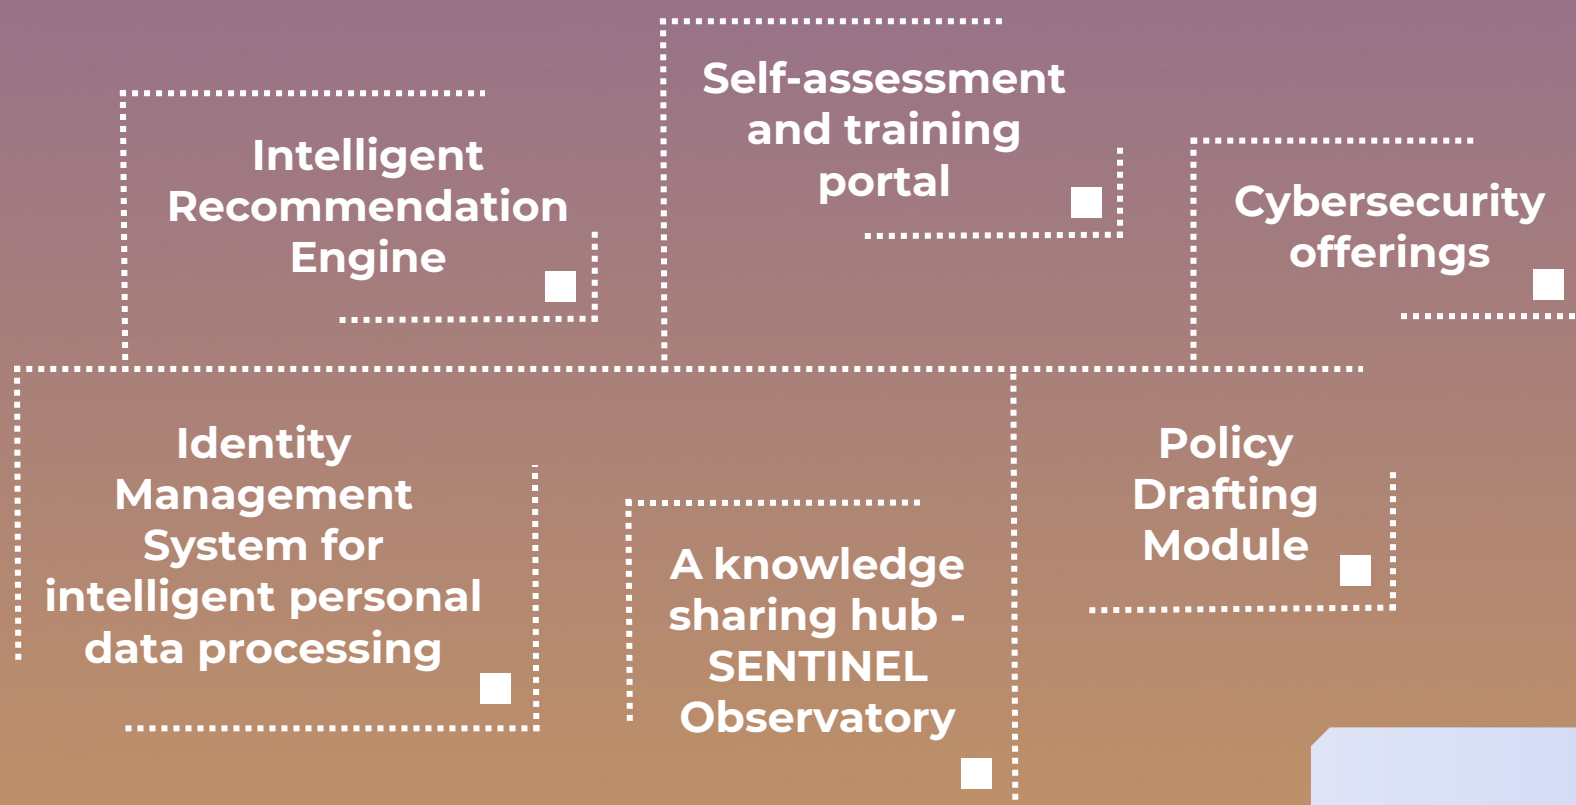 Intelligent
Recommendation
Engine
Self-assessment
and training
portal
Cybersecurity
offerings
Identity
Management
System for
intelligent personal
data processing
A knowledge
sharing hub -
SENTINEL
Observatory
Policy
Drafting
Module